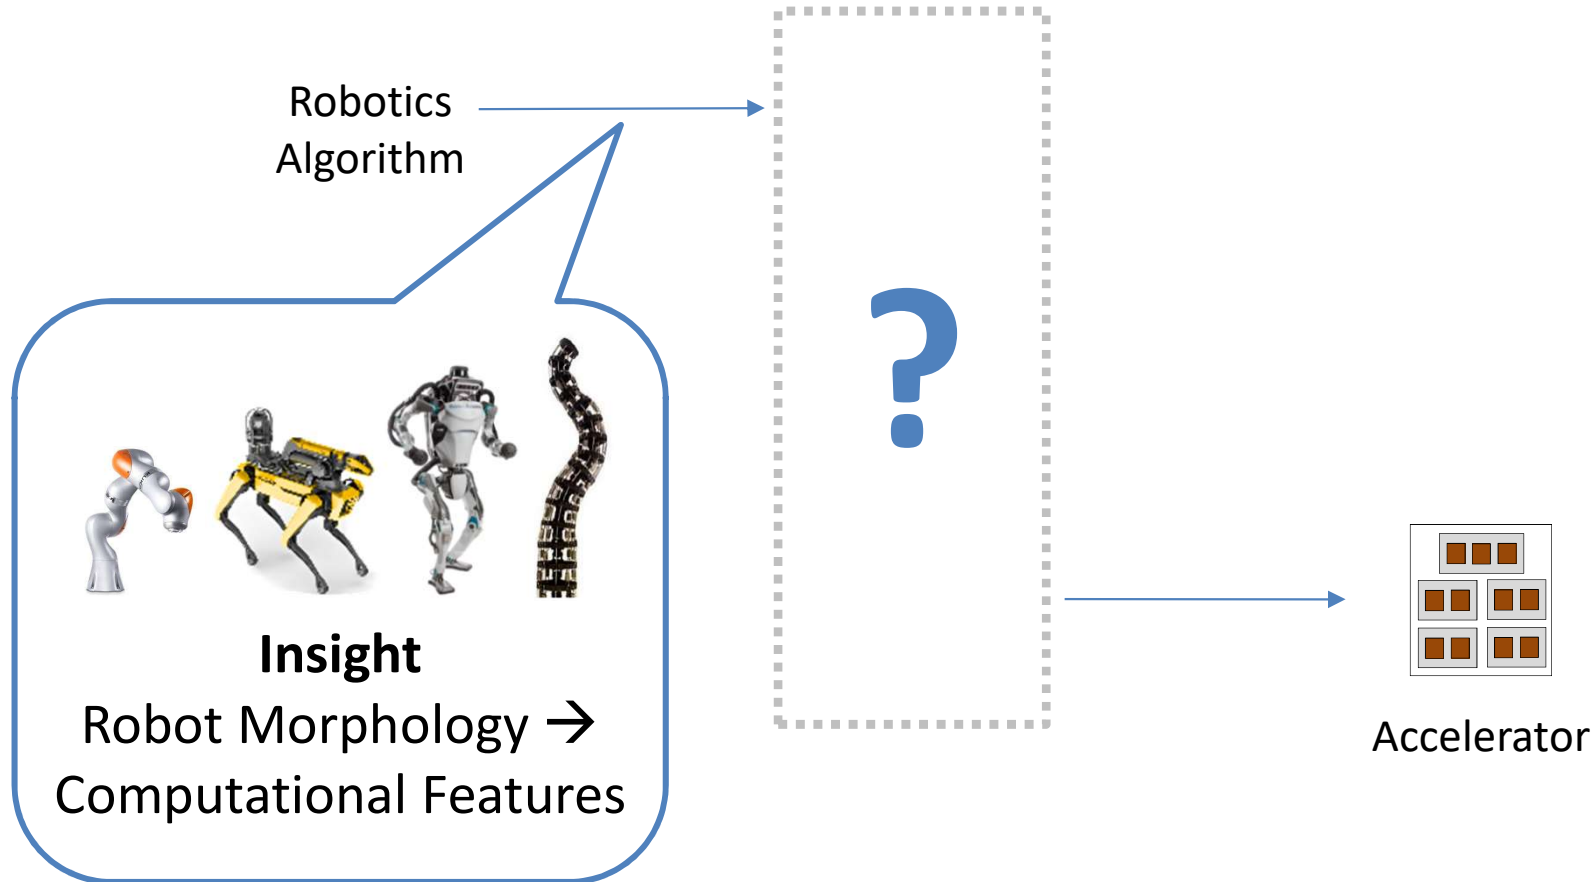 Robotics
Algorithm
?
Insight
Robot Morphology →
Computational Features
Accelerator